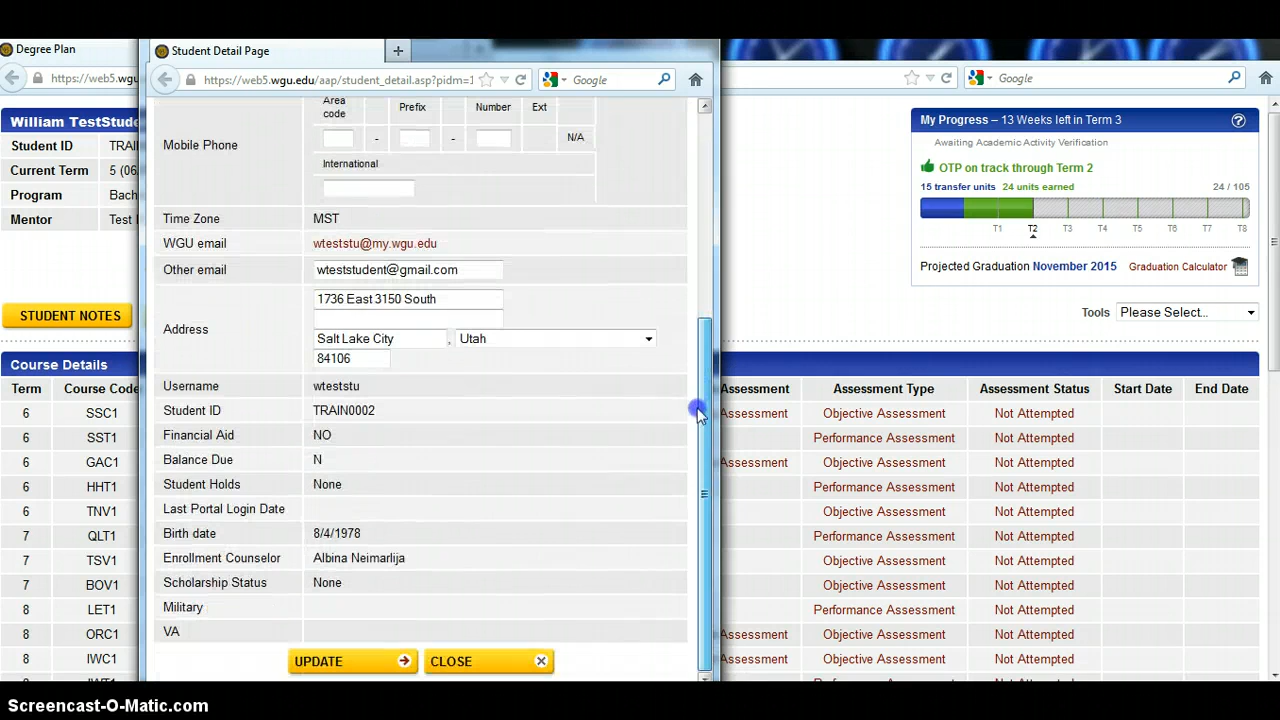 Degree Plan
https://web5.wgu
William TestStude
Student ID TRAIN
Current Term 5 (06
Program Bach
Mentor Test
STUDENT NOTES
Course Details
Term Course Code
6 SSC1
6 SST1
6 GAC1
6 HHT1
6 TNV1
7 QLT1
7 TSV1
7 BOV1
8 LET1
8 ORC1
8 IWC1
Student Detail Page
https://web5.wgu.edu/aap/student_detail.asp?pidm=1
Google
Area code Prefix Number Ext
Mobile Phone - - N/A
International
Time Zone MST
WGU email wteststu@my.wgu.edu
Other email wteststudent@gmail.com
Address 1736 East 3150 South
Salt Lake City , Utah
84106
Username wteststu
Student ID TRAIN0002
Financial Aid NO
Balance Due N
Student Holds None
Last Portal Login Date
Birth date 8/4/1978
Enrollment Counselor Albina Neimarlija
Scholarship Status None
Military
VA
UPDATE CLOSE
Google
My Progress – 13 Weeks left in Term 3
Awaiting Academic Activity Verification
OTP on track through Term 2
15 transfer units 24 units earned 24 / 105
T1 T2 T3 T4 T5 T6 T7 T8
Projected Graduation November 2015 Graduation Calculator
Tools Please Select...
Assessment Assessment Type Assessment Status Start Date End Date
Assessment Objective Assessment Not Attempted
Performance Assessment Not Attempted
Assessment Objective Assessment Not Attempted
Performance Assessment Not Attempted
Objective Assessment Not Attempted
Performance Assessment Not Attempted
Objective Assessment Not Attempted
Objective Assessment Not Attempted
Performance Assessment Not Attempted
Assessment Objective Assessment Not Attempted
Assessment Objective Assessment Not Attempted
Screencast-O-Matic.com